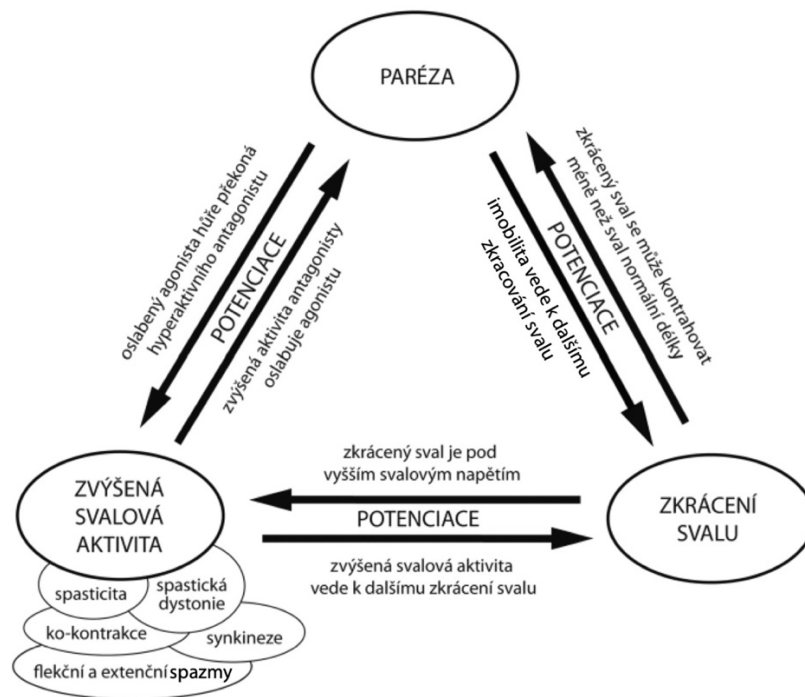 PARÉZA
oslabený agonista hůře překoná
hyperaktivního antagonistu
POTENCIACE
zvýšená aktivita antagonisty
oslabuje agonistu
zkrácený sval se může kontrahovat
méně než sval normální délky
POTENCIACE
imobilita vede k dalšímu
zkracování svalu
zkrácený sval je pod
vyšším svalovým napětím
POTENCIACE
zvýšená svalová aktivita
vede k dalšímu zkrácení svalu
ZVÝŠENÁ
SVALOVÁ
AKTIVITA
ZKRÁCENÍ
SVALU
spasticita
spastická
dystonie
ko-kontrakce
synkineze
flekční a extenční spazmy